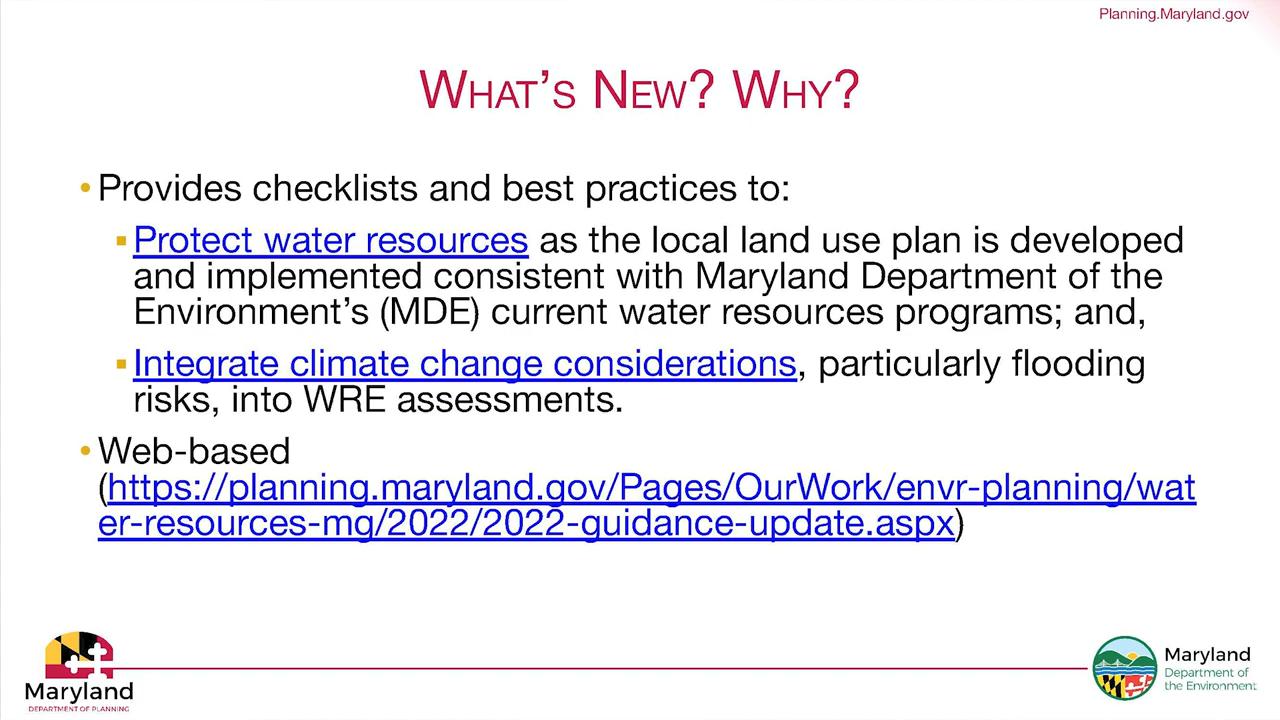 Planning.Maryland.gov
What's New? Why?
• Provides checklists and best practices to:
▪ Protect water resources as the local land use plan is developed
and implemented consistent with Maryland Department of the
Environment's (MDE) current water resources programs; and,
▪ Integrate climate change considerations, particularly flooding
risks, into WRE assessments.
• Web-based
(https://planning.maryland.gov/Pages/OurWork/envr-planning/wat
er-resources-mg/2022/2022-guidance-update.aspx)
Maryland
DEPARTMENT OF PLANNING
Maryland
Department of
the Environment